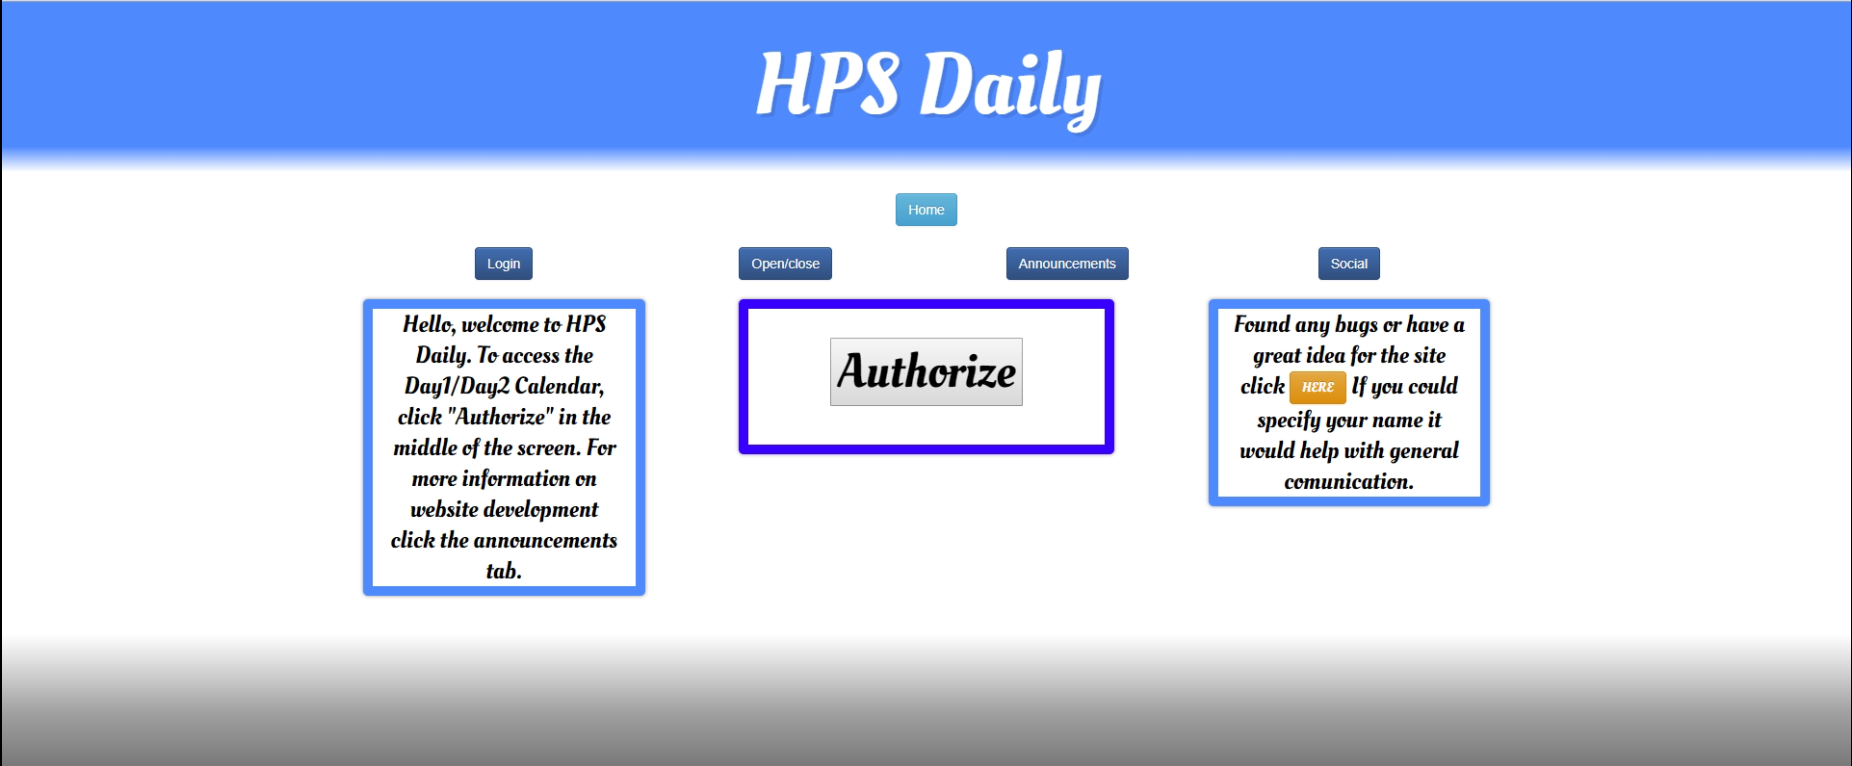 HPS Daily
Home
Login
Open/close
Announcements
Social
Hello, welcome to HPS
Daily. To access the
Day1/Day2 Calendar,
click "Authorize" in the
middle of the screen. For
more information on
website development
click the announcements
tab.
Authorize
Found any bugs or have a
great idea for the site
click HERE If you could
specify your name it
would help with general
comunication.